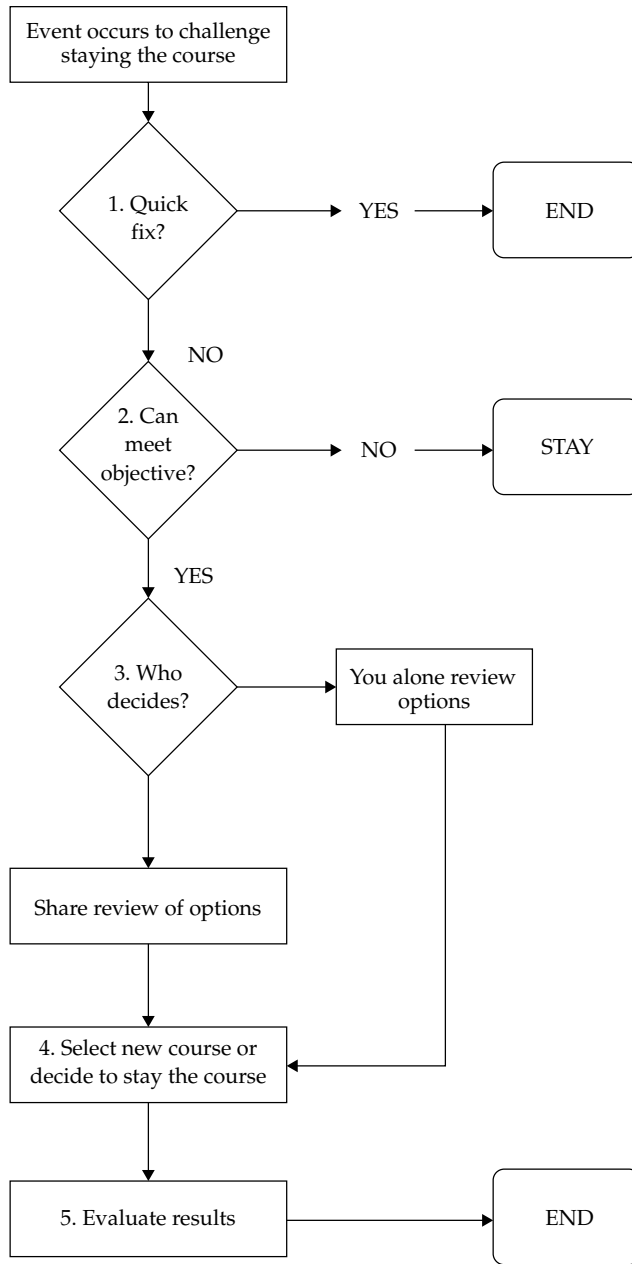 Event occurs to challenge
staying the course
1. Quick
fix?
YES
END
NO
2. Can
meet
objective?
NO
STAY
YES
3. Who
decides?
You alone review
options
Share review of options
4. Select new course or
decide to stay the course
5. Evaluate results
END